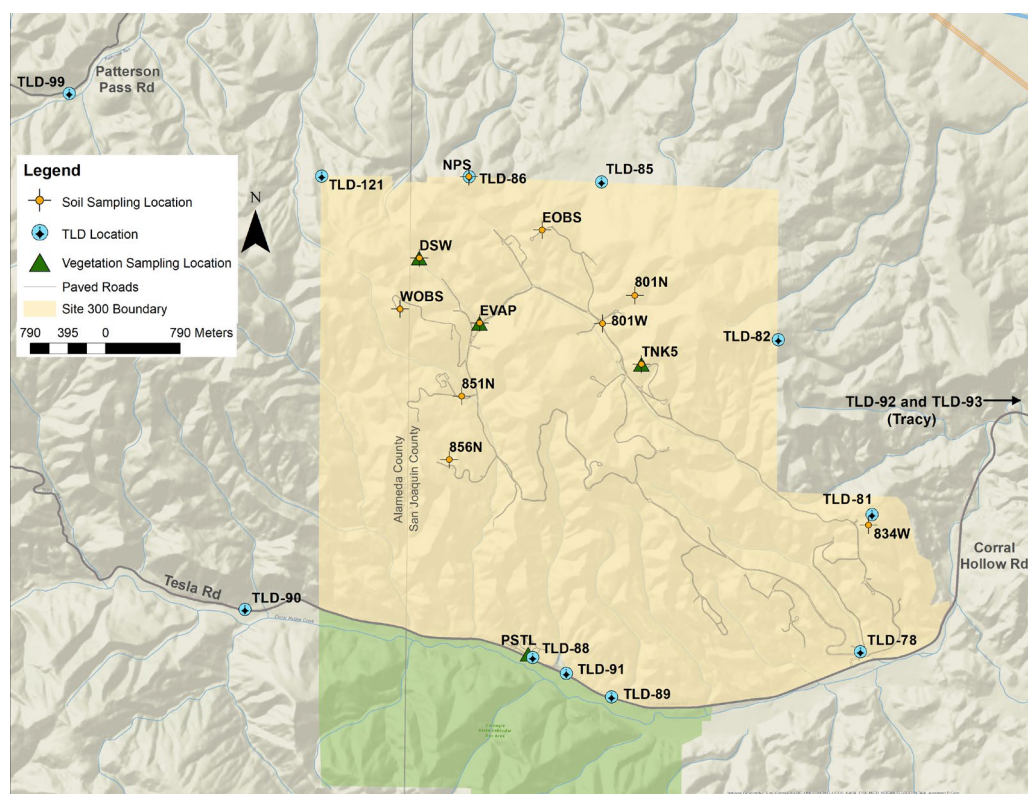 TLD-99
Patterson
Pass Rd
Legend
Soil Sampling Location
TLD Location
Vegetation Sampling Location
Paved Roads
Site 300 Boundary
790 395 0 790 Meters
N
TLD-121
NPS
TLD-86
TLD-85
EOBS
DSW
WOBS
EVAP
801N
801W
TNK5
TLD-82
851N
856N
Alameda County
San Joaquin County
TLD-92 and TLD-93
(Tracy)
TLD-81
834W
Corral
Hollow Rd
Tesla Rd
TLD-90
PSTL
TLD-88
TLD-91
TLD-89
TLD-78